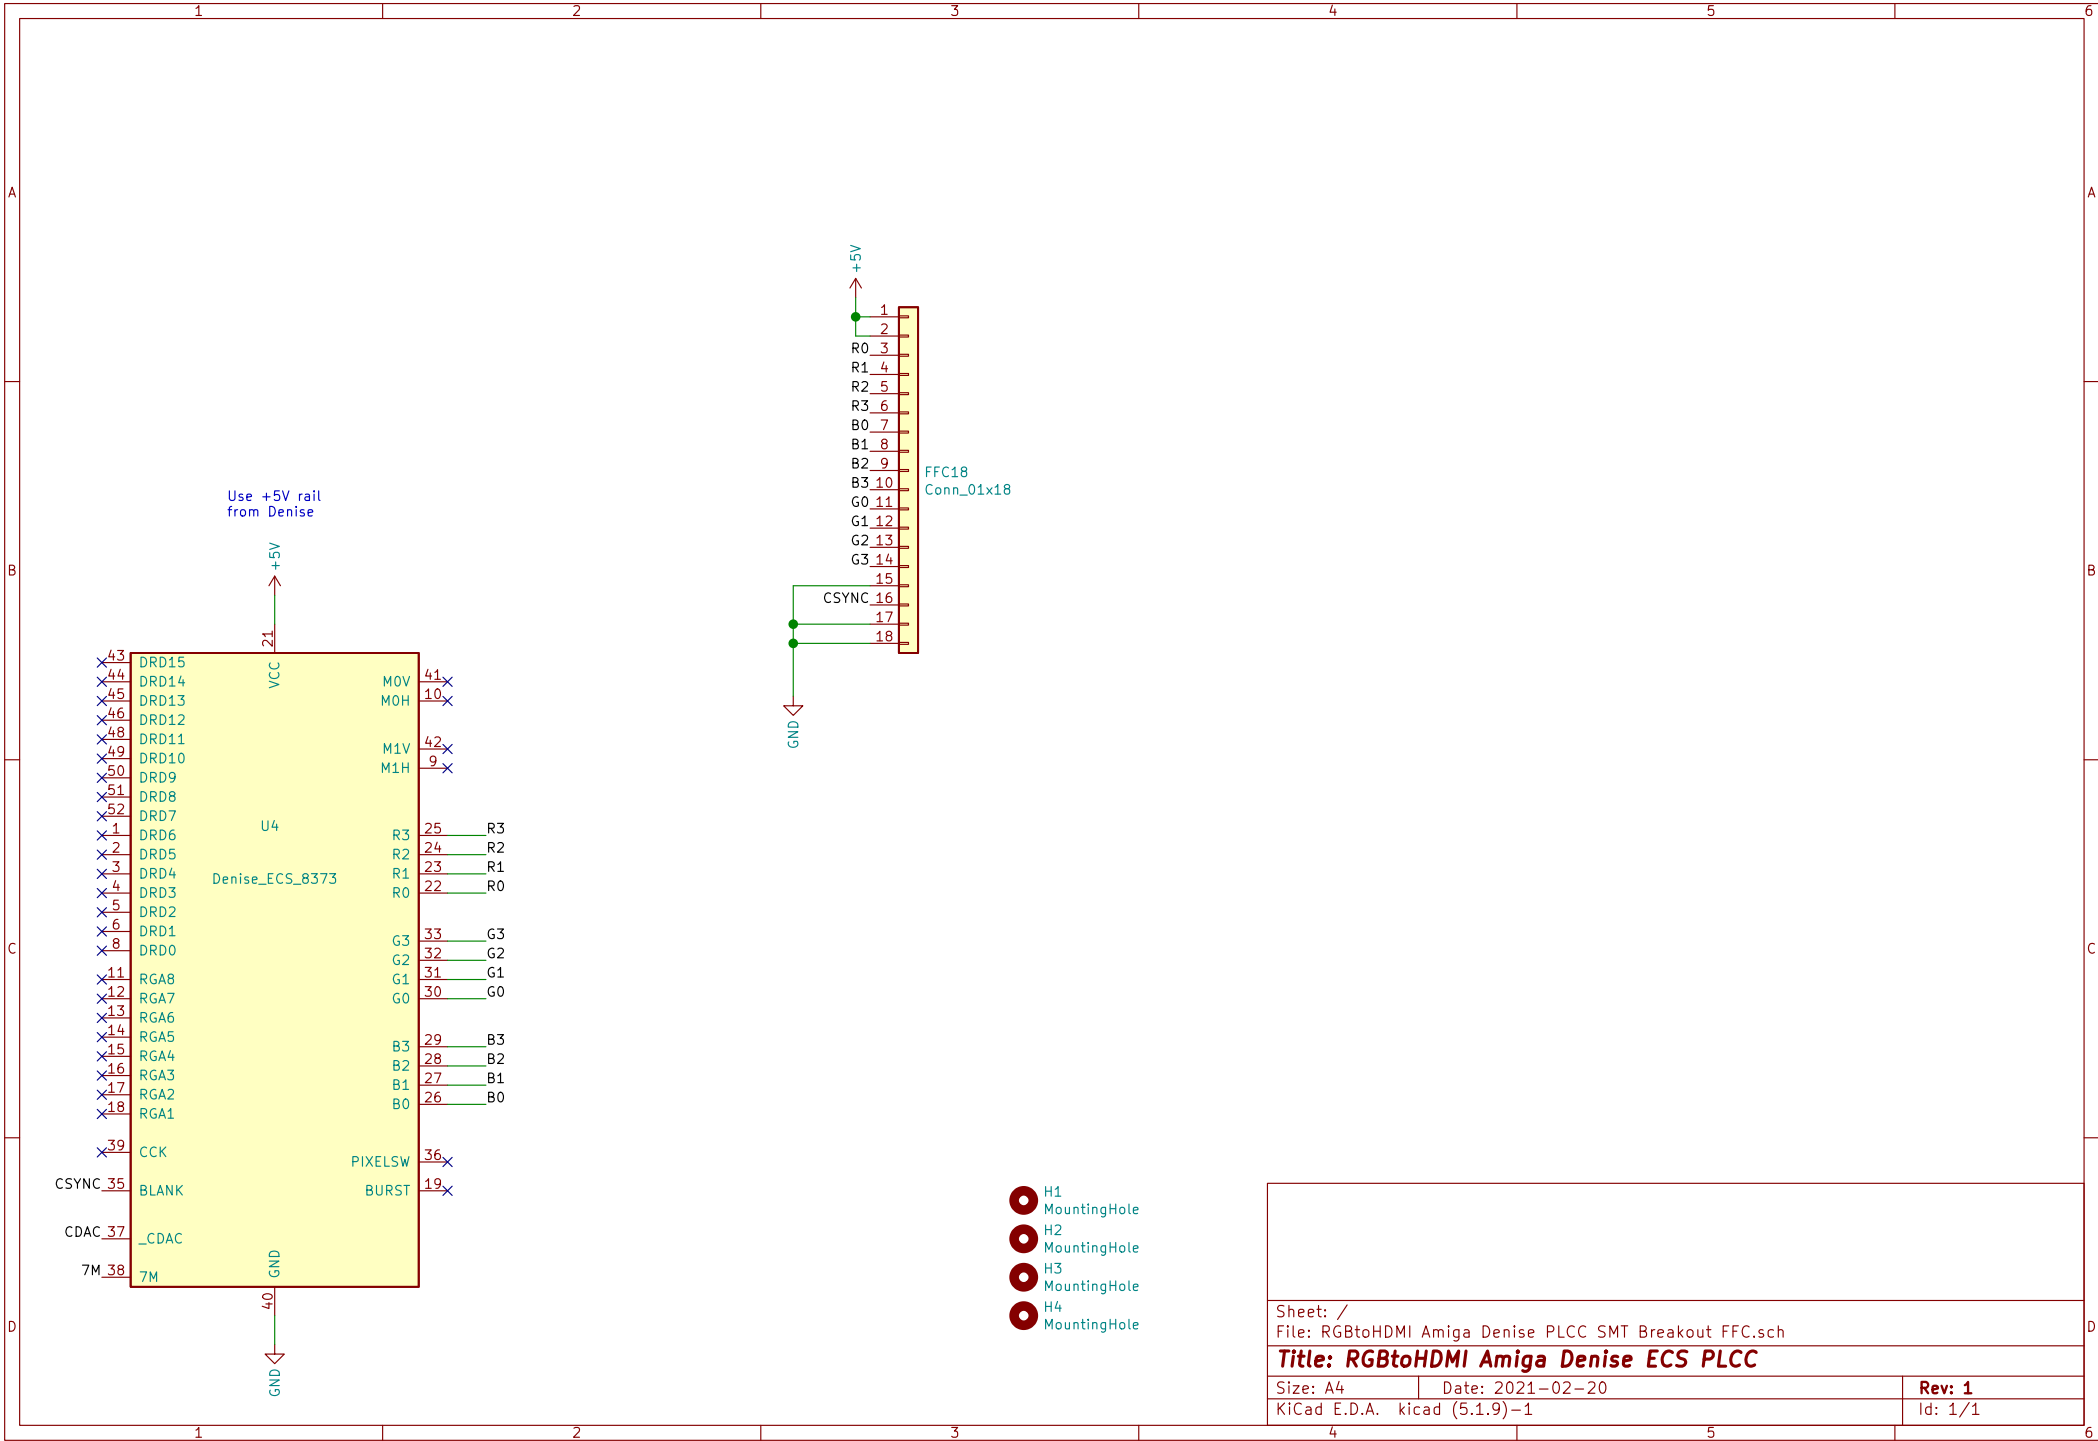 1 2 3 4 5 6
A A
+5V
1
2
R0 3
R1 4
R2 5
R3 6
B0 7
B1 8
B2 9
B3 10
G0 11
G1 12
G2 13
G3 14
15
CSYNC 16
17
18
FFC18
Conn_01x18
GND
B B
Use +5V rail
from Denise
+5V
21
VCC
43 DRD15
44 DRD14
45 DRD13
46 DRD12
48 DRD11
49 DRD10
50 DRD9
51 DRD8
52 DRD7
1 DRD6
2 DRD5
3 DRD4
4 DRD3
5 DRD2
6 DRD1
8 DRD0
11 RGA8
12 RGA7
13 RGA6
14 RGA5
15 RGA4
16 RGA3
17 RGA2
18 RGA1
39 CCK
CSYNC 35 BLANK
CDAC 37 _CDAC
7M 38 7M
U4
Denise_ECS_8373
M0V 41
M0H 10
M1V 42
M1H 9
R3 25 R3
R2 24 R2
R1 23 R1
R0 22 R0
G3 33 G3
G2 32 G2
G1 31 G1
G0 30 G0
B3 29 B3
B2 28 B2
B1 27 B1
B0 26 B0
PIXELSW 36
BURST 19
GND
40
GND
C C
H1
MountingHole
H2
MountingHole
H3
MountingHole
H4
MountingHole
D D
Sheet: /
File: RGBtoHDMI Amiga Denise PLCC SMT Breakout FFC.sch
Title: RGBtoHDMI Amiga Denise ECS PLCC
Size: A4 Date: 2021-02-20 Rev: 1
KiCad E.D.A. kicad (5.1.9)-1 Id: 1/1
1 2 3 4 5 6